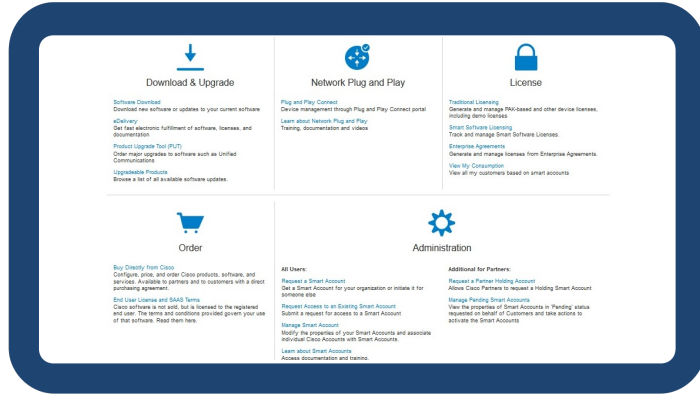 Download & Upgrade
Software Download
Download new software or updates to your current software
eDelivery
Get fast electronic fulfillment of software, licenses, and
documentation
Product Upgrade Tool (PUT)
Order major upgrades to software such as Unified
Communications
Upgradeable Products
Browse a list of all available software updates.
Network Plug and Play
Plug and Play Connect
Device management through Plug and Play Connect portal
Learn about Network Plug and Play
Training, documentation and videos
License
Traditional Licensing
Generate and manage PAK-based and other device licenses,
including demo licenses
Smart Software Licensing
Track and manage Smart Software Licenses.
Enterprise Agreements
Generate and manage licenses from Enterprise Agreements.
View My Consumption
View all my customers based on smart accounts
Order
Buy Directly from Cisco
Configure, price, and order Cisco products, software, and
services. Available to partners and to customers with a direct
purchasing agreement.
End User License and SAAS Terms
Cisco software is not sold, but is licensed to the registered
end user. The terms and conditions provided govern your use
of that software. Read them here.
Administration
All Users:
Request a Smart Account
Get a Smart Account for your organization or initiate it for
someone else
Request Access to an Existing Smart Account
Submit a request for access to a Smart Account
Manage Smart Account
Modify the properties of your Smart Accounts and associate
individual Cisco Accounts with Smart Accounts.
Learn about Smart Accounts
Access documentation and training.
Additional for Partners:
Request a Partner Holding Account
Allows Cisco Partners to request a Holding Smart Account
Manage Pending Smart Accounts
View the properties of Smart Accounts in 'Pending' status
requested on behalf of Customers and take actions to
activate the Smart Accounts